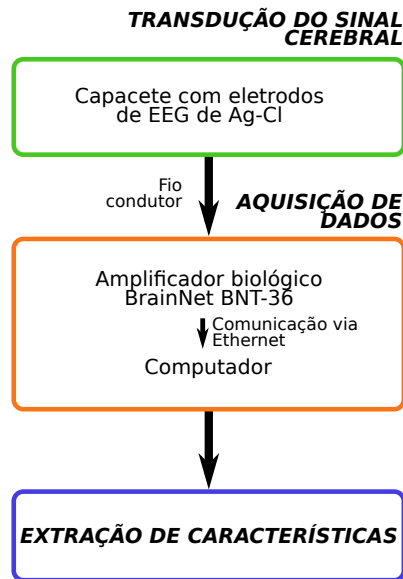 TRANSDUÇÃO DO SINAL
CEREBRAL
Capacete com eletrodos
de EEG de Ag-Cl
Fio
condutor
AQUISIÇÃO DE
DADOS
Amplificador biológico
BrainNet BNT-36
Comunicação via
Ethernet
Computador
EXTRAÇÃO DE CARACTERÍSTICAS